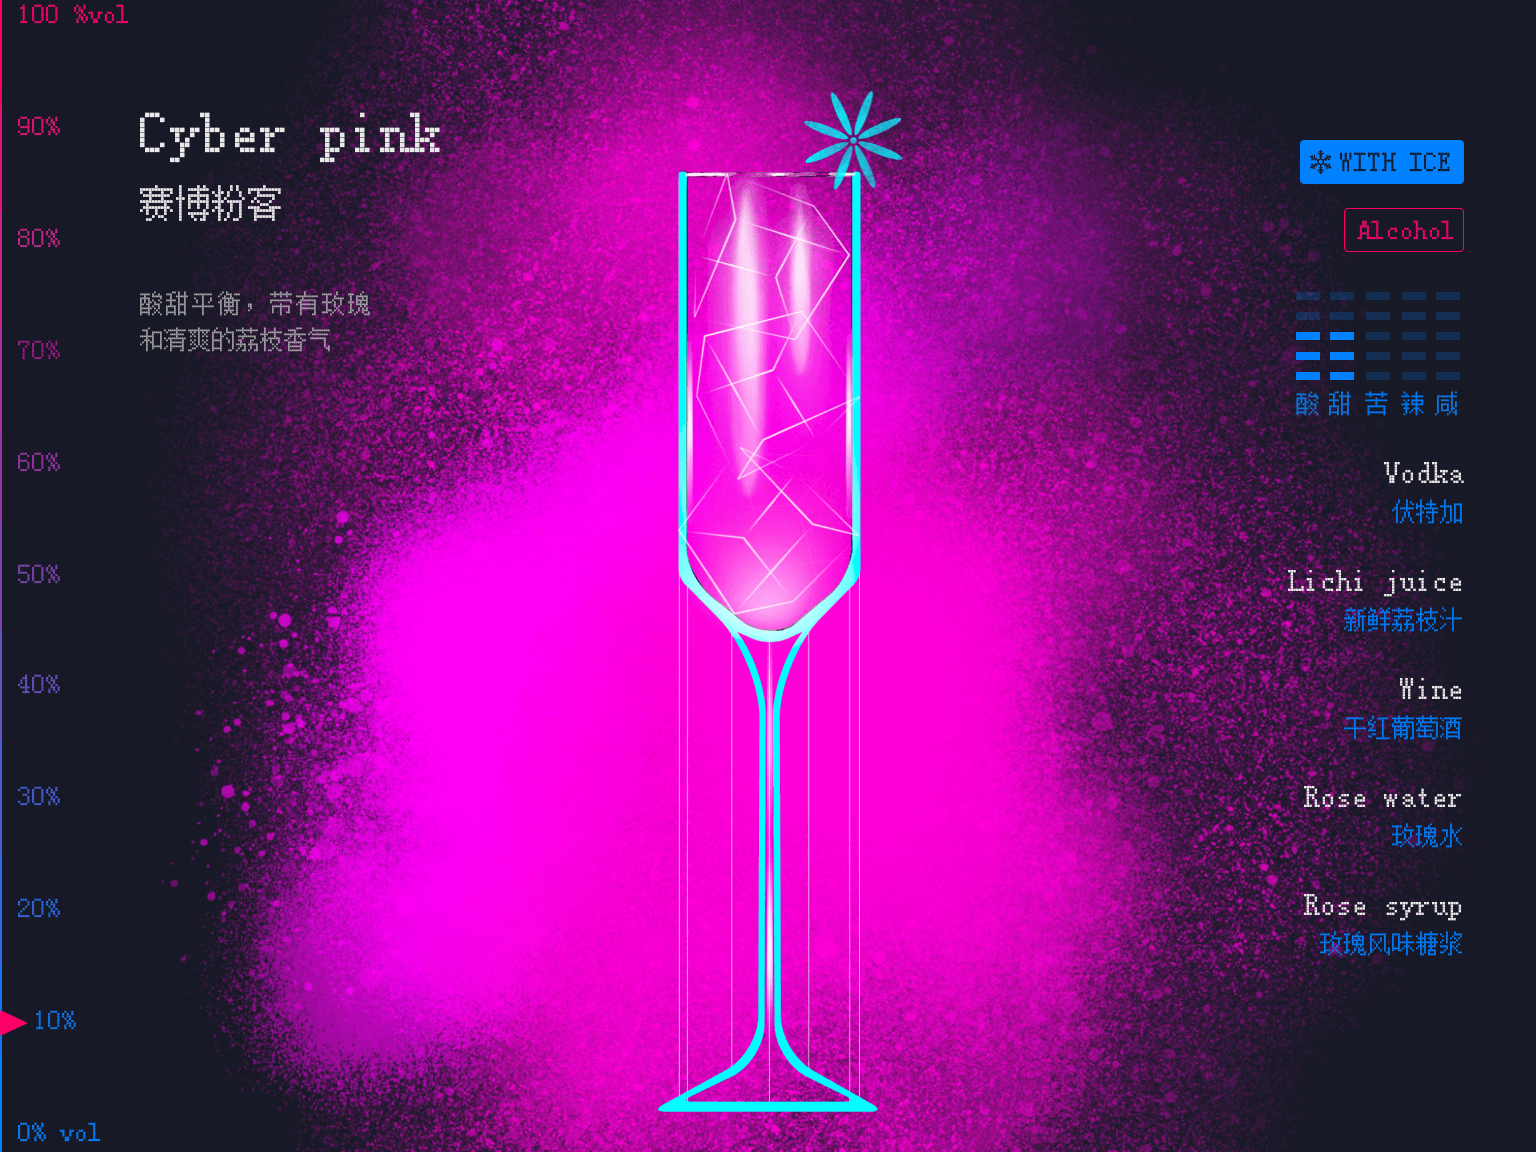 100 %vol
90%
80%
70%
60%
50%
40%
30%
20%
10%
0% vol
Cyber pink
赛博粉客
酸甜平衡，带有玫瑰
和清爽的荔枝香气
WITH ICE
Alcohol
酸 甜 苦 辣 咸
Vodka
伏特加
Lichi juice
新鲜荔枝汁
Wine
干红葡萄酒
Rose water
玫瑰水
Rose syrup
玫瑰风味糖浆